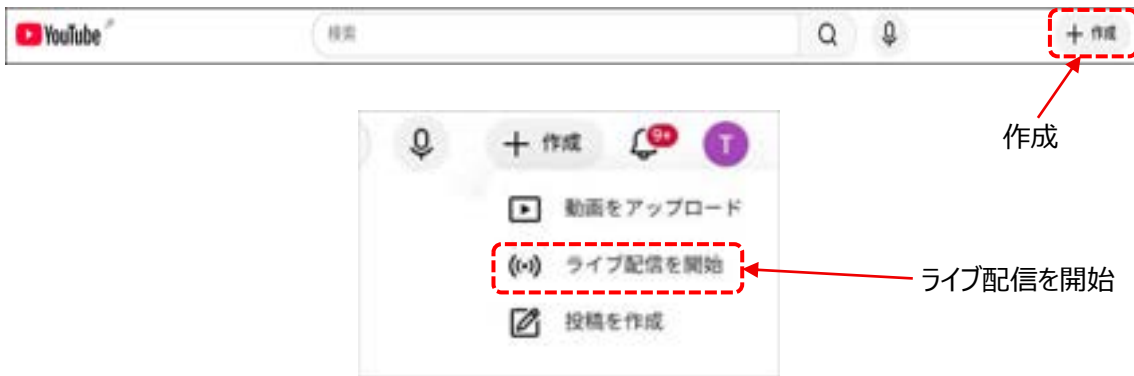 YouTube JP
検索
+ 作成
作成
+ 作成
9+
T
動画をアップロード
ライブ配信を開始
ライブ配信を開始
投稿を作成